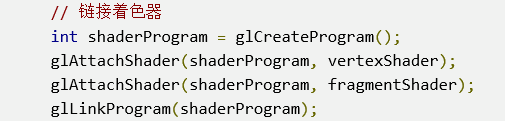 // 链接着色器
int shaderProgram = glCreateProgram();
glAttachShader(shaderProgram, vertexShader);
glAttachShader(shaderProgram, fragmentShader);
glLinkProgram(shaderProgram);